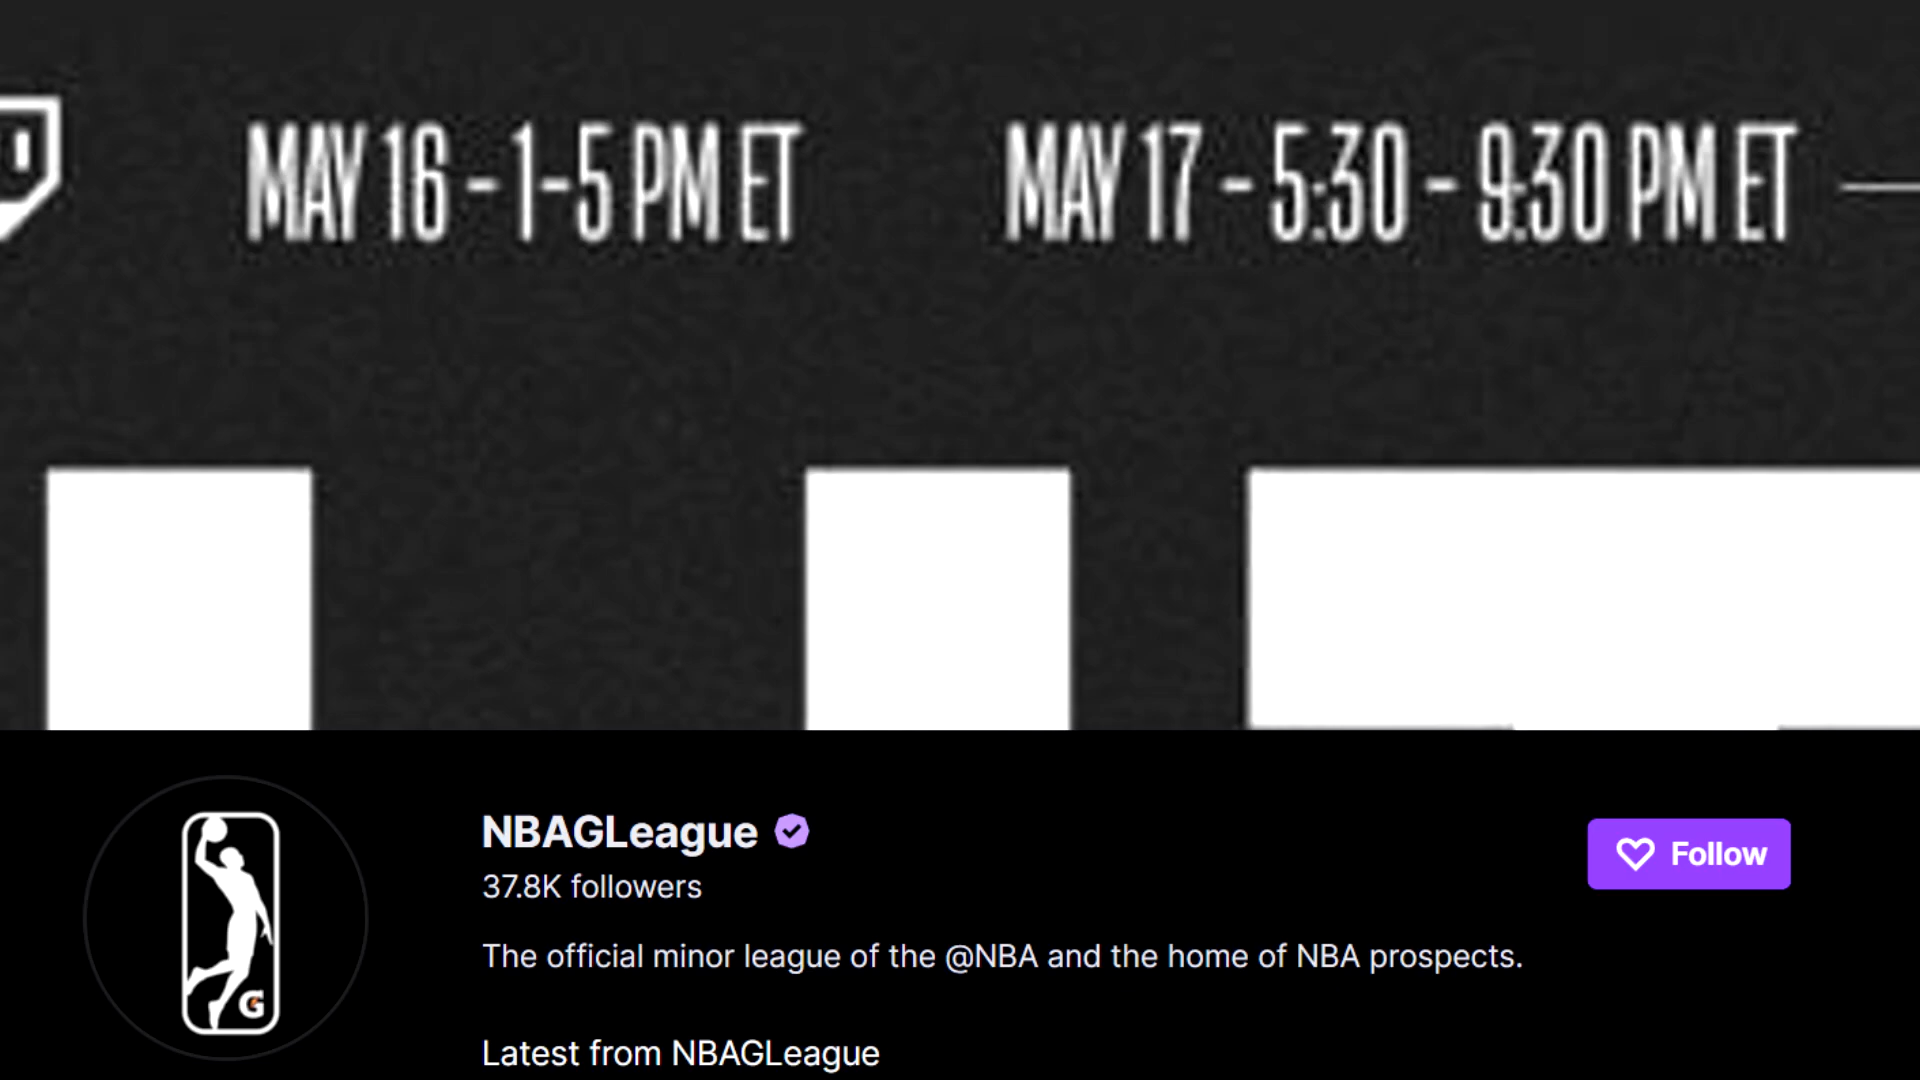 MAY 16 - 1-5 PM ET
MAY 17 - 5:30 - 9:30 PM ET
NBAGLeague
37.8K followers
Follow
The official minor league of the @NBA and the home of NBA prospects.
G
Latest from NBAGLeague